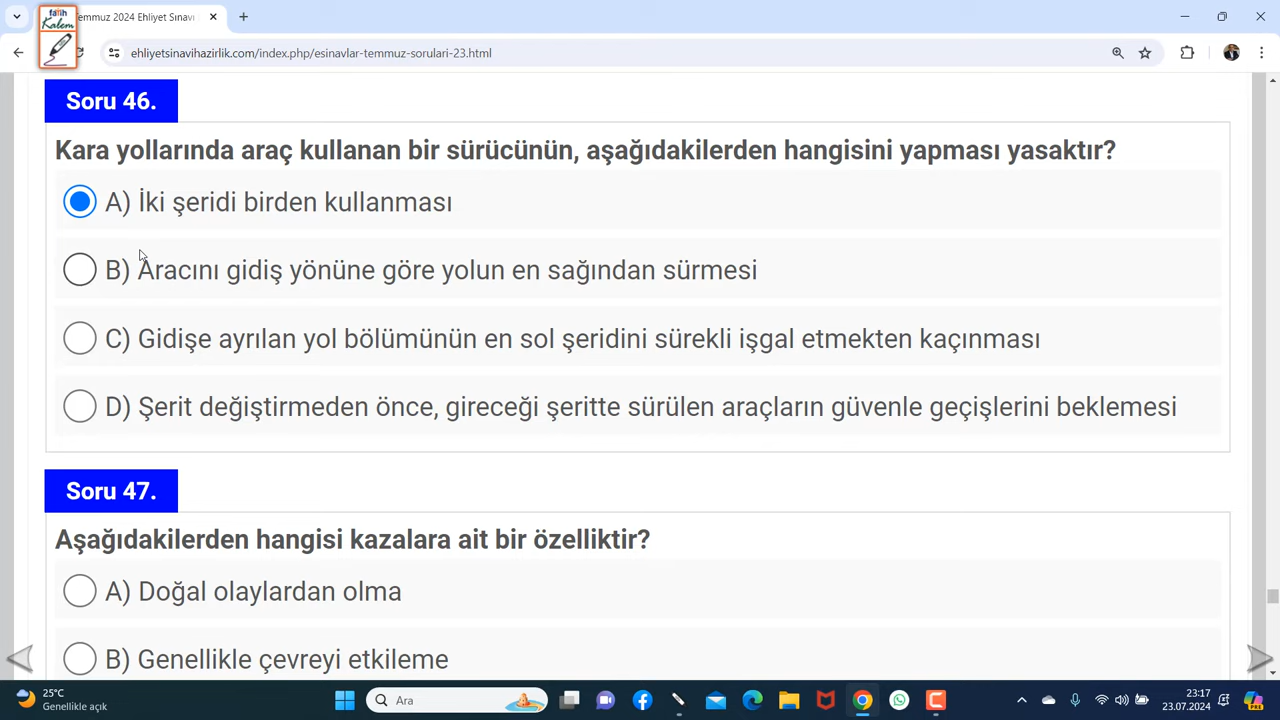 Temmuz 2024 Ehliyet Sınavı
fatih
Kalem
ehliyetsinavihazirlik.com/index.php/esinavlar-temmuz-sorulari-23.html
Soru 46.
Kara yollarında araç kullanan bir sürücünün, aşağıdakilerden hangisini yapması yasaktır?
A) İki şeridi birden kullanması
B) Aracını gidiş yönüne göre yolun en sağından sürmesi
C) Gidişe ayrılan yol bölümünün en sol şeridini sürekli işgal etmekten kaçınması
D) Şerit değiştirmeden önce, gireceği şeritte sürülen araçların güvenle geçişlerini beklemesi
Soru 47.
Aşağıdakilerden hangisi kazalara ait bir özelliktir?
A) Doğal olaylardan olma
B) Genellikle çevreyi etkileme
25°C
Genellikle açık
Ara
23:17
23.07.2024
PRE